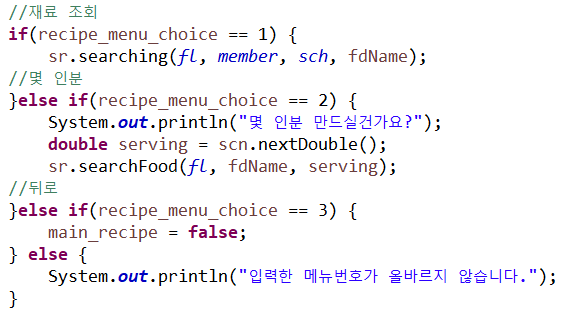 //재료 조회
if(recipe_menu_choice == 1) {
    sr.searching(fl, member, sch, fdName);
//몇 인분
}else if(recipe_menu_choice == 2) {
    System.out.println("몇 인분 만드실건가요?");
    double serving = scn.nextDouble();
    sr.searchFood(fl, fdName, serving);
//뒤로
}else if(recipe_menu_choice == 3) {
    main_recipe = false;
} else {
    System.out.println("입력한 메뉴번호가 올바르지 않습니다.");
}